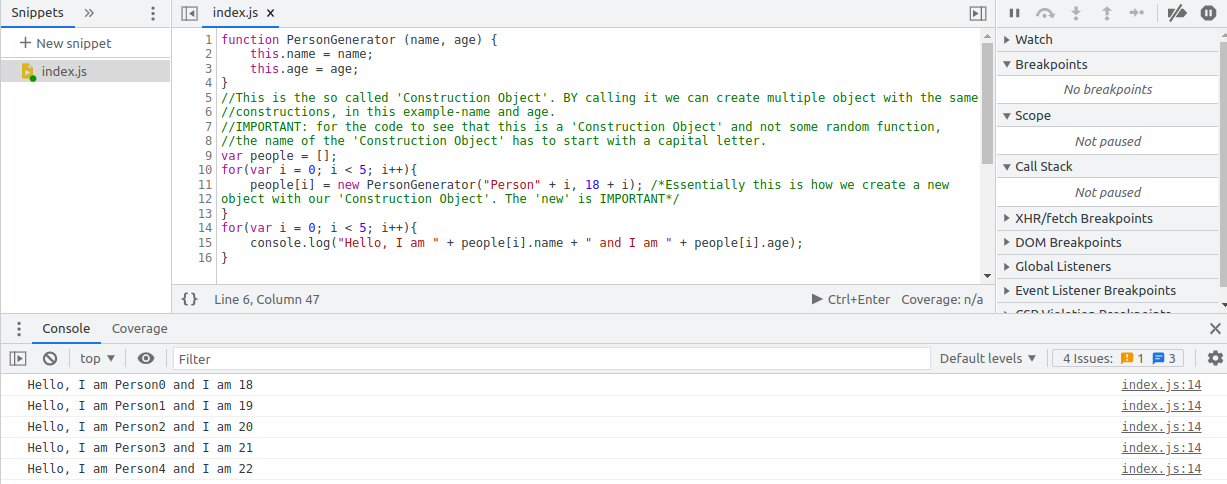 Snippets » index.js ×
+ New snippet
index.js
1 function PersonGenerator (name, age) {
2     this.name = name;
3     this.age = age;
4 }
5 //This is the so called 'Construction Object'. BY calling it we can create multiple object with the same
6 //constructions, in this example-name and age.
7 //IMPORTANT: for the code to see that this is a 'Construction Object' and not some random function,
8 //the name of the 'Construction Object' has to start with a capital letter.
9 var people = [];
10 for(var i = 0; i < 5; i++){
11     people[i] = new PersonGenerator("Person" + i, 18 + i); /*Essentially this is how we create a new
12 object with our 'Construction Object'. The 'new' is IMPORTANT*/
13 }
14 for(var i = 0; i < 5; i++){
15     console.log("Hello, I am " + people[i].name + " and I am " + people[i].age);
16 }
{} Line 6, Column 47 Ctrl+Enter Coverage: n/a
Watch
Breakpoints
No breakpoints
Scope
Not paused
Call Stack
Not paused
XHR/fetch Breakpoints
DOM Breakpoints
Global Listeners
Event Listener Breakpoints
CSP Violation Breakpoints
Console Coverage
top Filter Default levels 4 Issues: 1 3
Hello, I am Person0 and I am 18 index.js:14
Hello, I am Person1 and I am 19 index.js:14
Hello, I am Person2 and I am 20 index.js:14
Hello, I am Person3 and I am 21 index.js:14
Hello, I am Person4 and I am 22 index.js:14